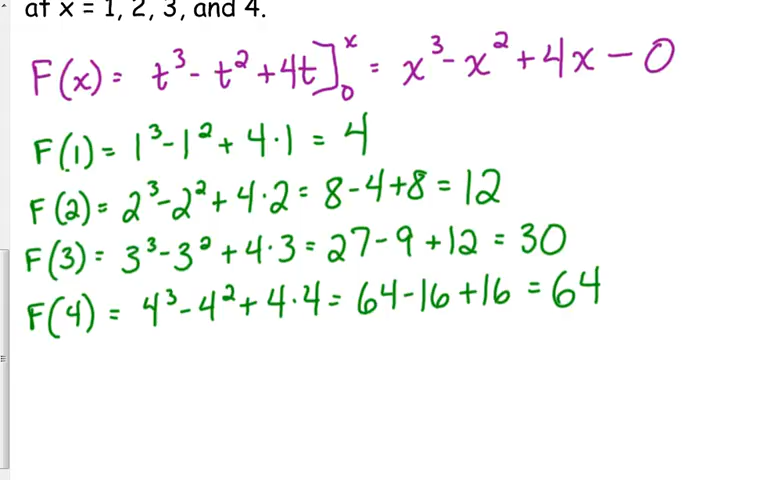 at x = 1, 2, 3, and 4.
F(x) = t³ - t² + 4t]₀ˣ = x³ - x² + 4x - 0
F(1) = 1³ - 1² + 4·1 = 4
F(2) = 2³ - 2² + 4·2 = 8 - 4 + 8 = 12
F(3) = 3³ - 3² + 4·3 = 27 - 9 + 12 = 30
F(4) = 4³ - 4² + 4·4 = 64 - 16 + 16 = 64